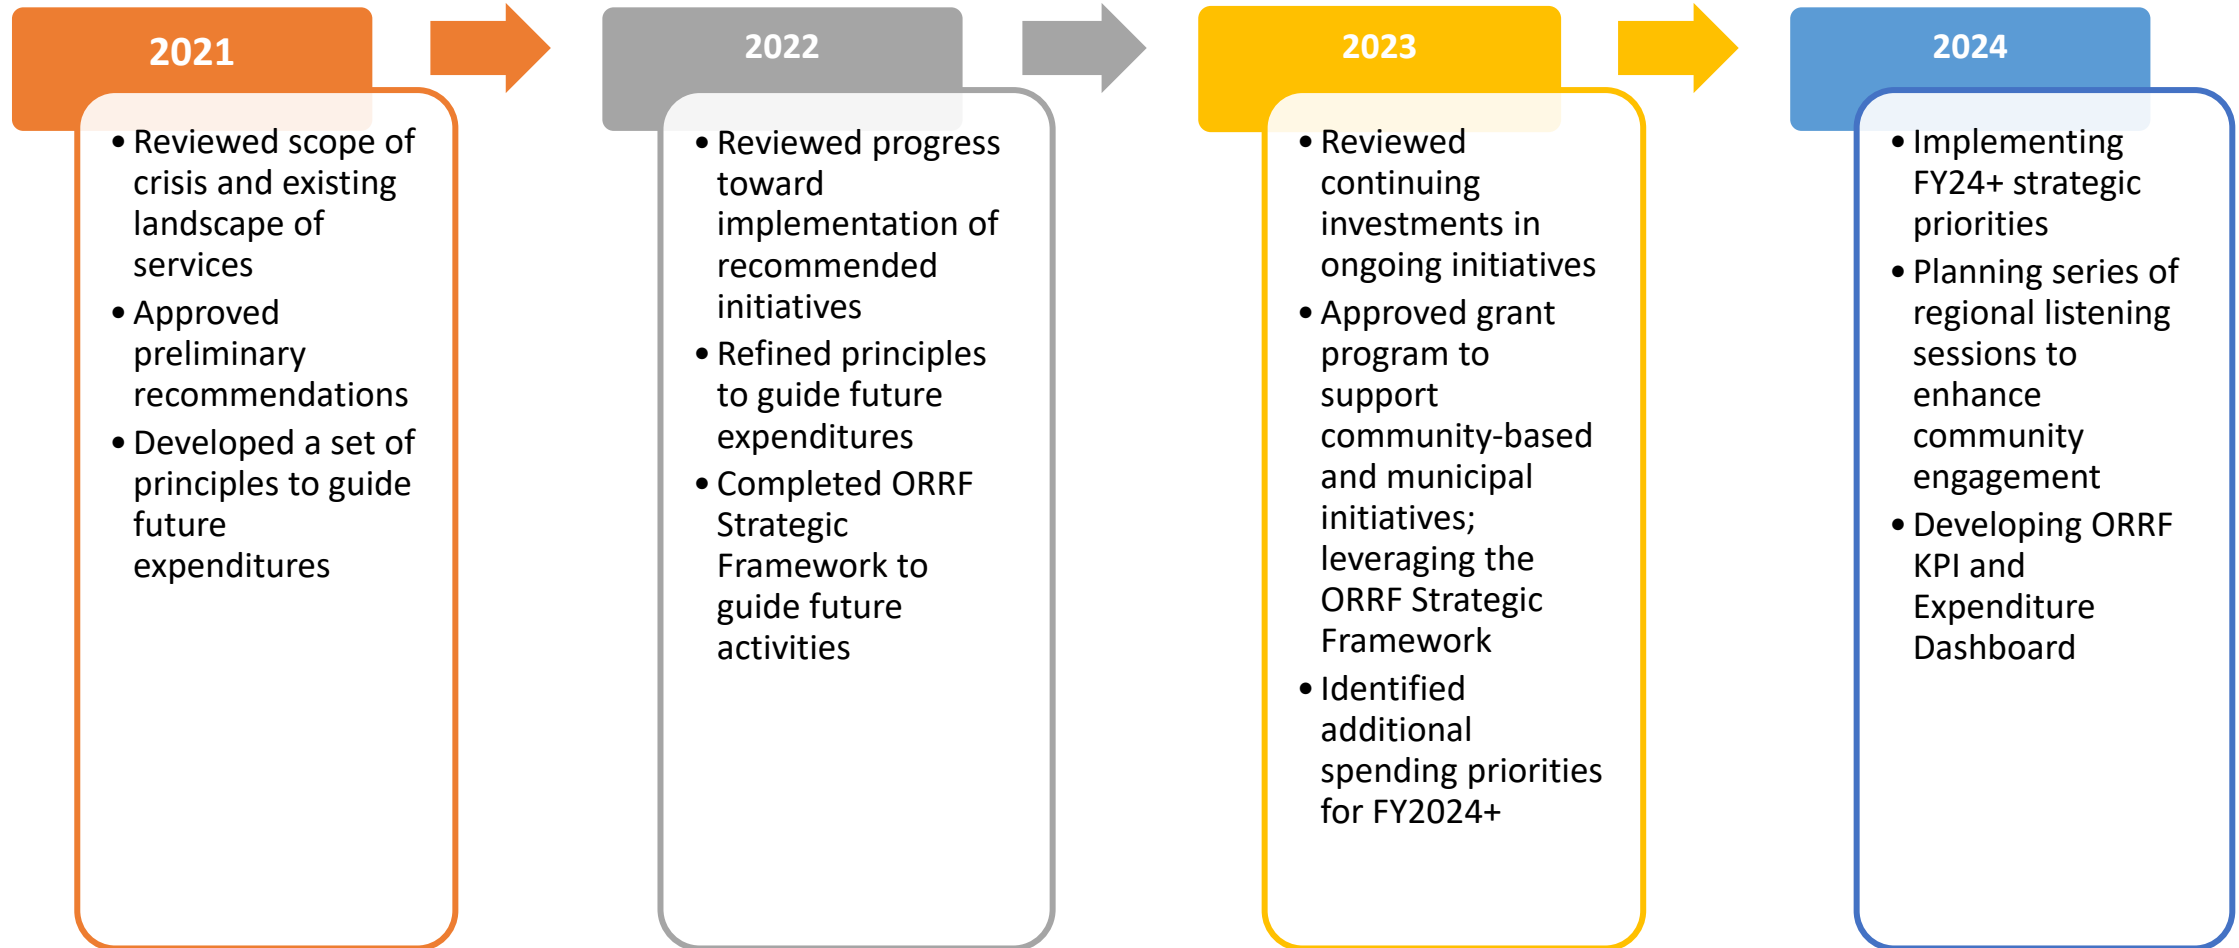 2021
• Reviewed scope of
crisis and existing
landscape of
services
• Approved
preliminary
recommendations
• Developed a set of
principles to guide
future
expenditures
2022
• Reviewed progress
toward
implementation of
recommended
initiatives
• Refined principles
to guide future
expenditures
• Completed ORRF
Strategic
Framework to
guide future
activities
2023
• Reviewed
continuing
investments in
ongoing initiatives
• Approved grant
program to
support
community-based
and municipal
initiatives;
leveraging the
ORRF Strategic
Framework
• Identified
additional
spending priorities
for FY2024+
2024
• Implementing
FY24+ strategic
priorities
• Planning series of
regional listening
sessions to
enhance
community
engagement
• Developing ORRF
KPI and
Expenditure
Dashboard